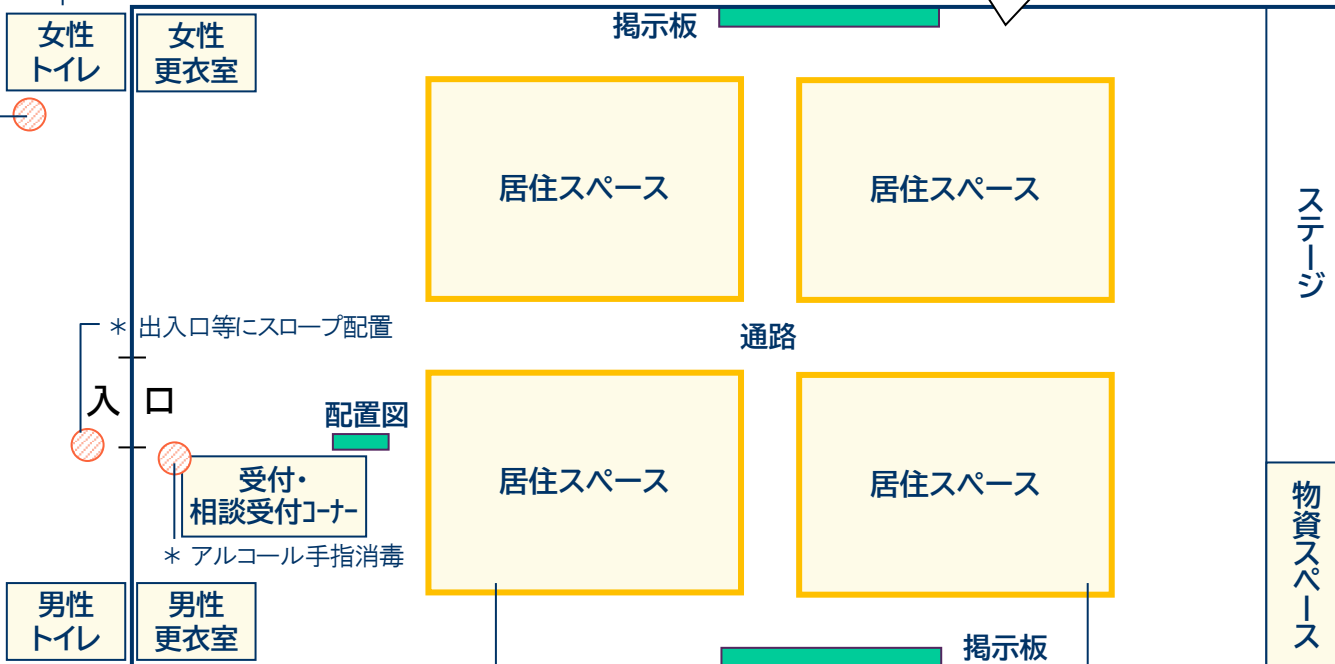 女性
トイレ
女性
更衣室
掲示板
居住スペース
居住スペース
ステージ
＊ 出入口等にスロープ配置
通路
入 口
配置図
受付・
相談受付コーナー
＊ アルコール手指消毒
居住スペース
居住スペース
物資スペース
男性
トイレ
男性
更衣室
掲示板